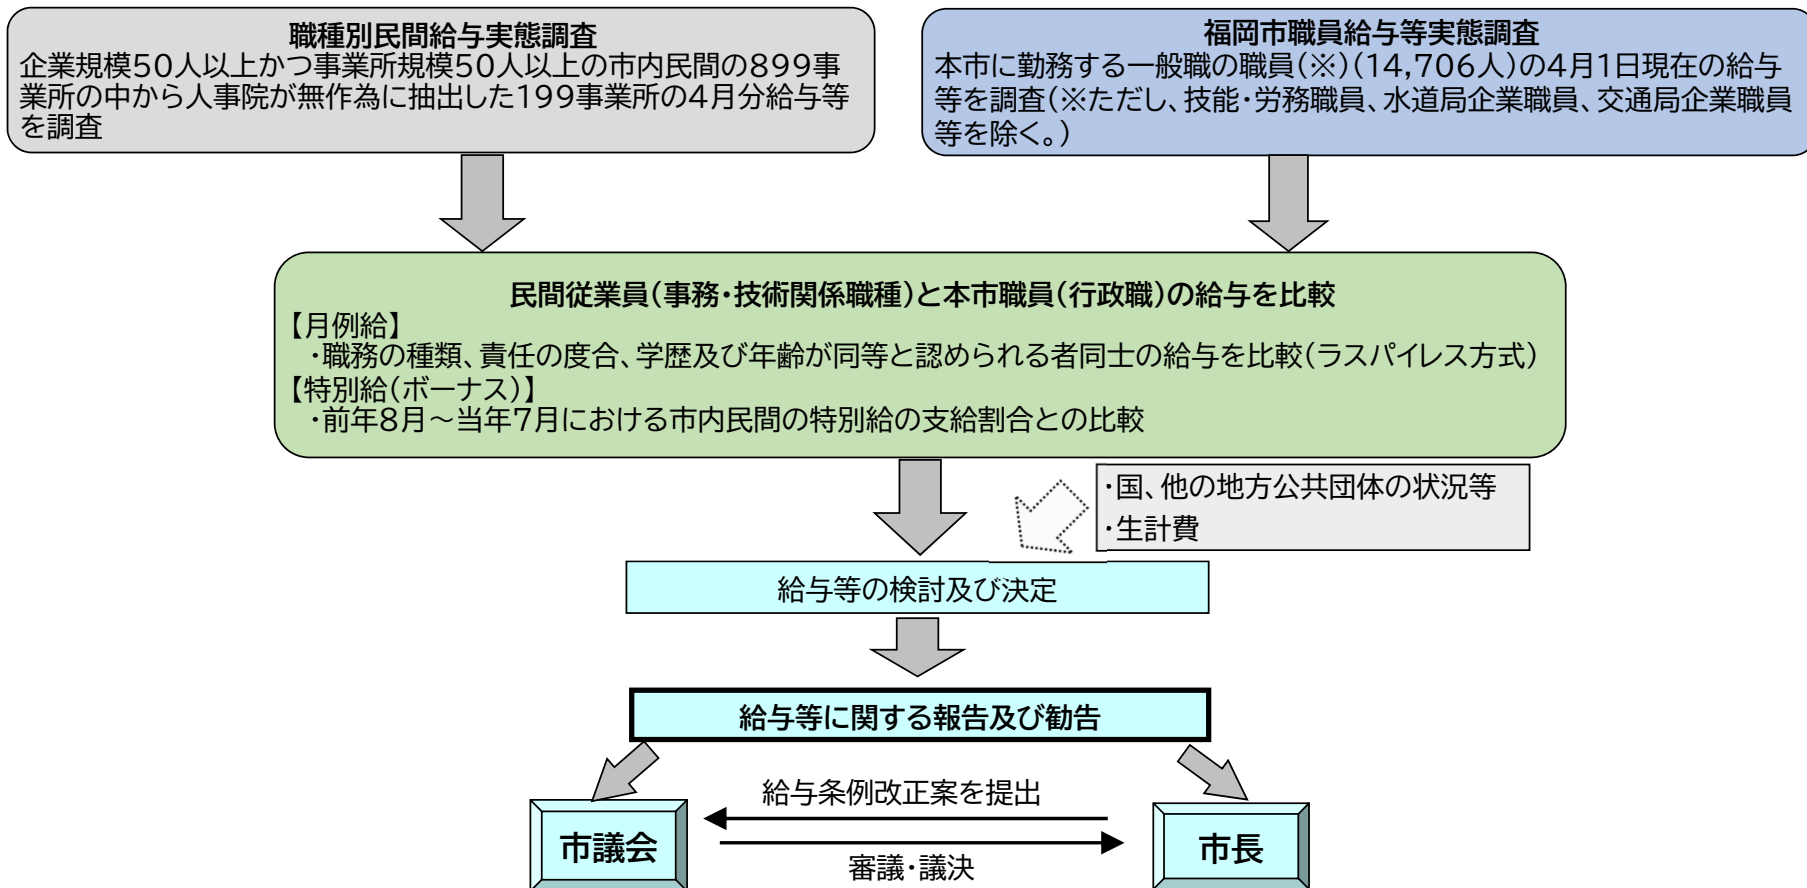 職種別民間給与実態調査
企業規模50人以上かつ事業所規模50人以上の市内民間の899事
業所の中から人事院が無作為に抽出した199事業所の4月分給与等
を調査
福岡市職員給与等実態調査
本市に勤務する一般職の職員(※)(14,706人)の4月1日現在の給与
等を調査(※ただし、技能・労務職員、水道局企業職員、交通局企業職員
等を除く。)
民間従業員(事務・技術関係職種)と本市職員(行政職)の給与を比較
【月例給】
・職務の種類、責任の度合、学歴及び年齢が同等と認められる者同士の給与を比較(ラスパイレス方式)
【特別給(ボーナス)】
・前年8月～当年7月における市内民間の特別給の支給割合との比較
・国、他の地方公共団体の状況等
・生計費
給与等の検討及び決定
給与等に関する報告及び勧告
給与条例改正案を提出
市議会
市長
審議・議決